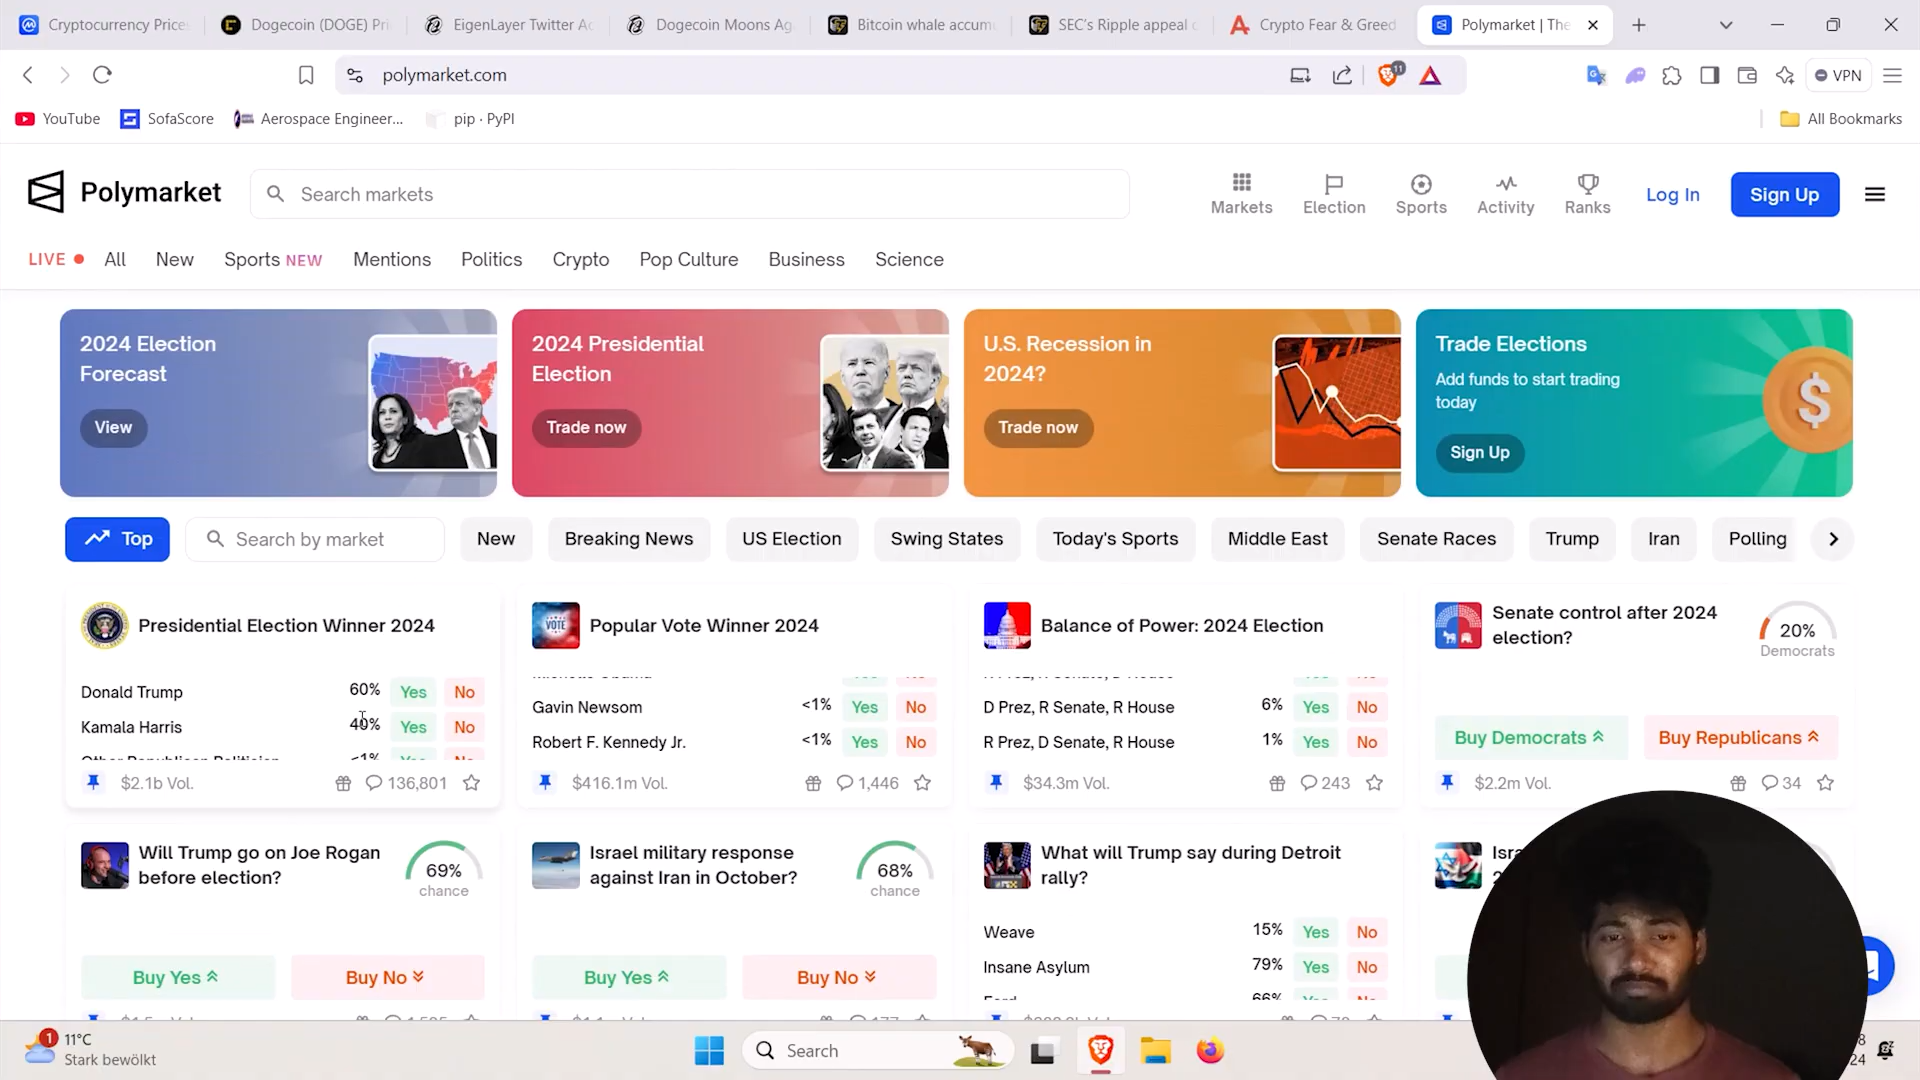 Cryptocurrency Prices
Dogecoin (DOGE) Pri
EigenLayer Twitter Ac
Dogecoin Moons Ag
Bitcoin whale accum
SEC's Ripple appeal c
Crypto Fear & Greed
Polymarket | The
polymarket.com
11
VPN
YouTube
SofaScore
Aerospace Engineer...
pip · PyPI
All Bookmarks
Polymarket
Search markets
Markets
Election
Sports
Activity
Ranks
Log In
Sign Up
LIVE
All
New
Sports NEW
Mentions
Politics
Crypto
Pop Culture
Business
Science
2024 Election
Forecast
View
2024 Presidential
Election
Trade now
U.S. Recession in
2024?
Trade now
Trade Elections
Add funds to start trading
today
Sign Up
Top
Search by market
New
Breaking News
US Election
Swing States
Today's Sports
Middle East
Senate Races
Trump
Iran
Polling
Presidential Election Winner 2024
Donald Trump 60% Yes No
Kamala Harris 40% Yes No
Other Republican Politician <1% Yes No
$2.1b Vol. 136,801
VOTE
Popular Vote Winner 2024
Gavin Newsom <1% Yes No
Robert F. Kennedy Jr. <1% Yes No
$416.1m Vol. 1,446
Balance of Power: 2024 Election
D Prez, R Senate, R House 6% Yes No
R Prez, D Senate, R House 1% Yes No
$34.3m Vol. 243
Senate control after 2024
election?
20%
Democrats
Buy Democrats
Buy Republicans
$2.2m Vol. 34
Will Trump go on Joe Rogan
before election?
69%
chance
Buy Yes
Buy No
Israel military response
against Iran in October?
68%
chance
Buy Yes
Buy No
What will Trump say during Detroit
rally?
Weave 15% Yes No
Insane Asylum 79% Yes No
Ford 66%
1
11°C
Stark bewölkt
Search